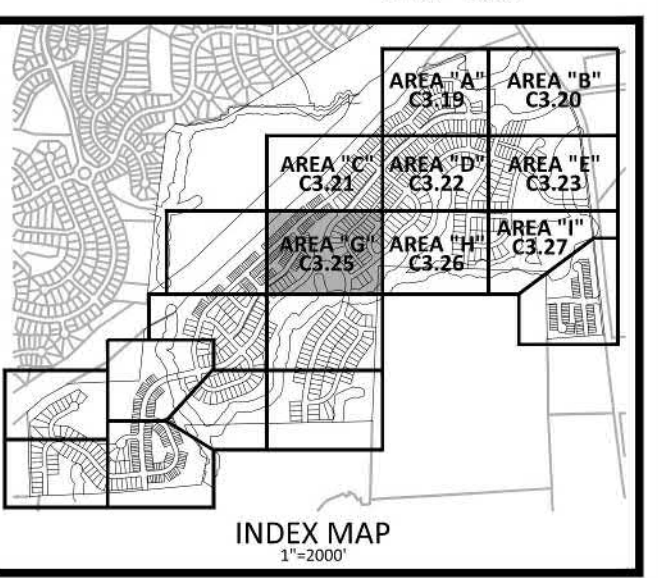 AREA "A"
C3.19
AREA "B"
C3.20
AREA "C"
C3.21
AREA "D"
C3.22
AREA "E"
C3.23
AREA "G"
C3.25
AREA "H"
C3.26
AREA "I"
C3.27
INDEX MAP
1"=2000'